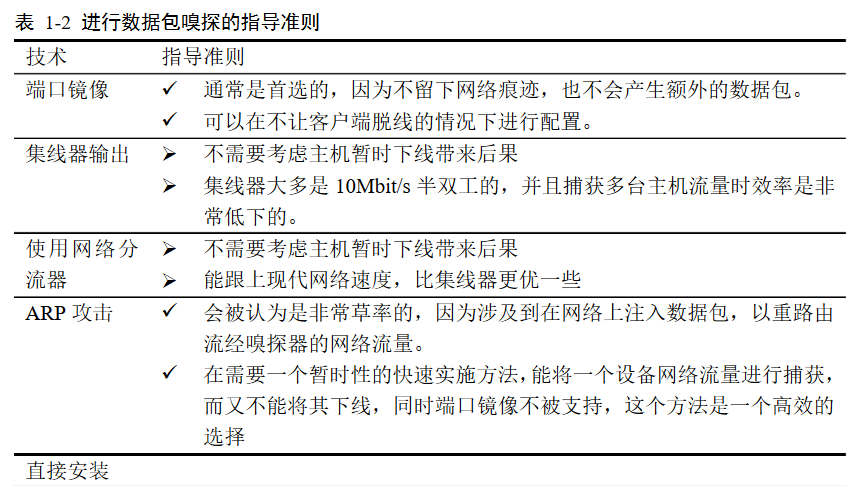 表 1-2 进行数据包嗅探的指导准则
技术 指导准则
端口镜像 ✓ 通常是首选的，因为不留下网络痕迹，也不会产生额外的数据包。
✓ 可以在不让客户端脱线的情况下进行配置。
集线器输出 ➢ 不需要考虑主机暂时下线带来后果
➢ 集线器大多是 10Mbit/s 半双工的，并且捕获多台主机流量时效率是非
常低下的。
使用网络分 ➢ 不需要考虑主机暂时下线带来后果
流器 ➢ 能跟上现代网络速度，比集线器更优一些
ARP 攻击 ✓ 会被认为是非常草率的，因为涉及到在网络上注入数据包，以重路由
流经嗅探器的网络流量。
✓ 在需要一个暂时性的快速实施方法，能将一个设备网络流量进行捕获，
而又不能将其下线，同时端口镜像不被支持，这个方法是一个高效的
选择
直接安装